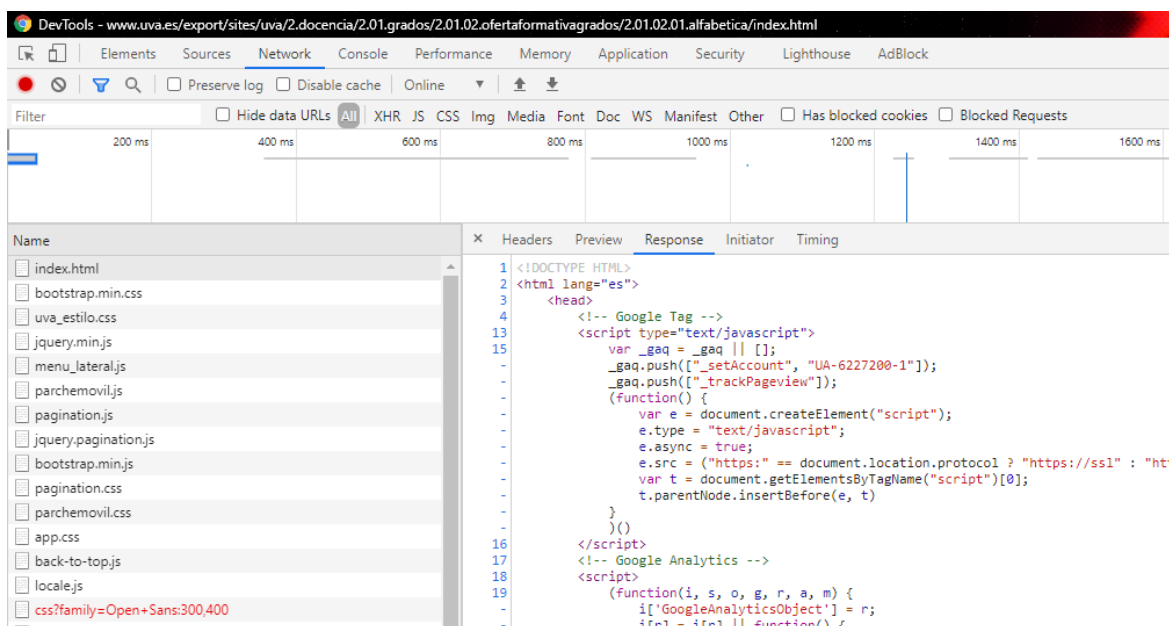 DevTools - www.uva.es/export/sites/uva/2.docencia/2.01.grados/2.01.02.ofertaformativagrados/2.01.02.01.alfabetica/index.html
Elements Sources Network Console Performance Memory Application Security Lighthouse AdBlock
Preserve log Disable cache Online
Filter Hide data URLs All XHR JS CSS Img Media Font Doc WS Manifest Other Has blocked cookies Blocked Requests
200 ms 400 ms 600 ms 800 ms 1000 ms 1200 ms 1400 ms 1600 ms
Name
index.html
bootstrap.min.css
uva_estilo.css
jquery.min.js
menu_lateral.js
parchemovil.js
pagination.js
jquery.pagination.js
bootstrap.min.js
pagination.css
parchemovil.css
app.css
back-to-top.js
locale.js
css?family=Open+Sans:300,400
× Headers Preview Response Initiator Timing
1 <!DOCTYPE HTML>
2 <html lang="es">
3 <head>
4 <!-- Google Tag -->
13 <script type="text/javascript">
15 var _gaq = _gaq || [];
- _gaq.push(["_setAccount", "UA-6227200-1"]);
- _gaq.push(["_trackPageview"]);
- (function() {
- var e = document.createElement("script");
- e.type = "text/javascript";
- e.async = true;
- e.src = ("https:" == document.location.protocol ? "https://ssl" : "ht
- var t = document.getElementsByTagName("script")[0];
- t.parentNode.insertBefore(e, t)
- }
- )()
16 </script>
17 <!-- Google Analytics -->
18 <script>
19 (function(i, s, o, g, r, a, m) {
- i['GoogleAnalyticsObject'] = r;
- i[r] = i[r] || function() {